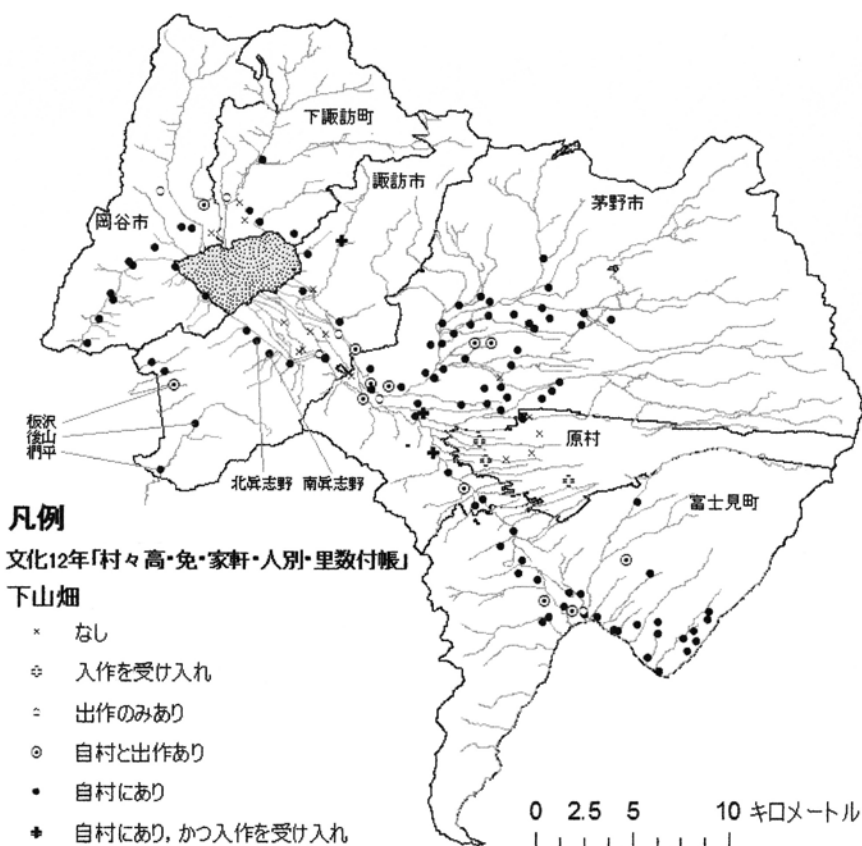 下諏訪町
諏訪市
茅野市
岡谷市
板沢
後山
椚平
北眞志野 南眞志野
原村
富士見町
凡例
文化12年「村々高・免・家軒・人別・里数付帳」
下山畑
なし
入作を受け入れ
出作のみあり
自村と出作あり
自村にあり
自村にあり，かつ入作を受け入れ
0 2.5 5 10 キロメートル